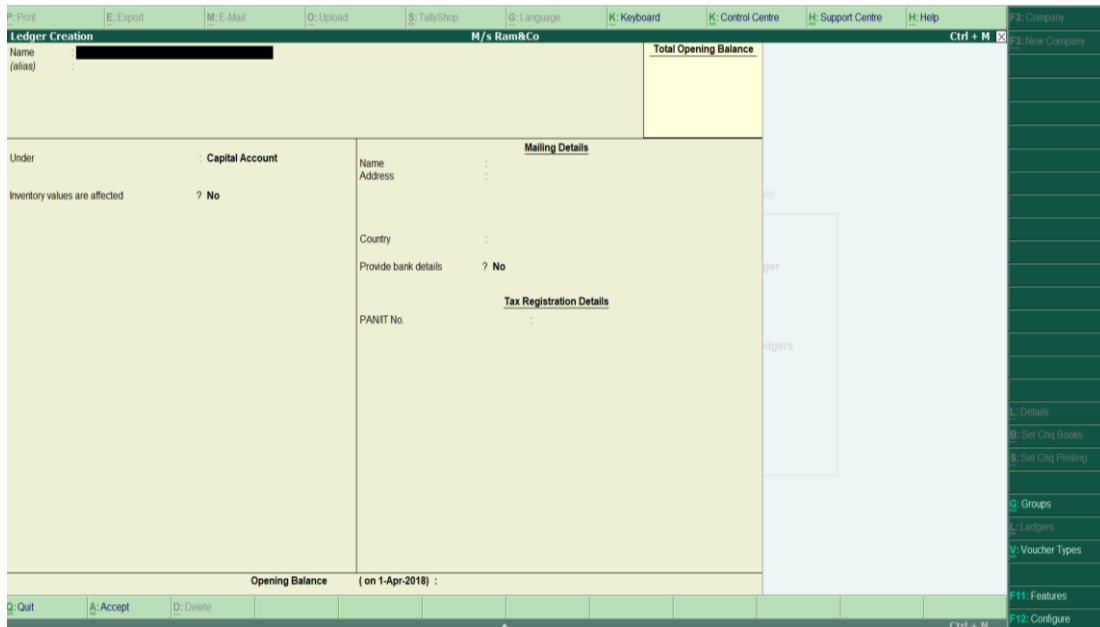 P: Print E: Export M: E-Mail O: Upload S: TallyShop G: Language K: Keyboard K: Control Centre H: Support Centre H: Help
F3: Company
Ledger Creation M/s Ram&Co Ctrl + M
F3: New Company
Name :
Total Opening Balance
(alias) :
Under : Capital Account
Mailing Details
Name :
Address :
Inventory values are affected ? No
Country :
Provide bank details ? No
ger
Tax Registration Details
PAN/IT No. :
dgers
L: Details
B: Set Chq Books
S: Set Chq Printing
G: Groups
L: Ledgers
V: Voucher Types
Opening Balance ( on 1-Apr-2018) :
F11: Features
Q: Quit A: Accept D: Delete
F12: Configure
Ctrl + N